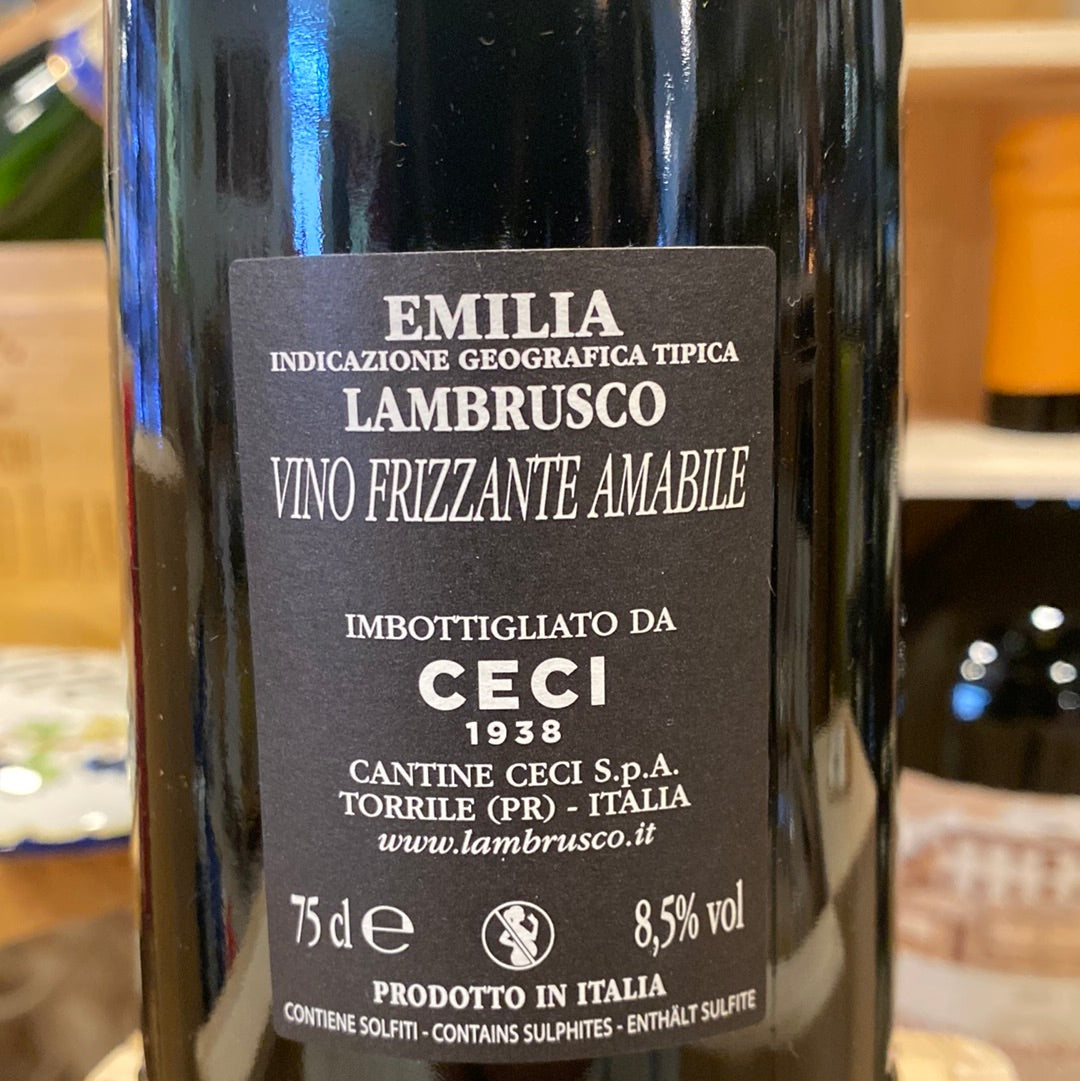 EMILIA
INDICAZIONE GEOGRAFICA TIPICA
LAMBRUSCO
VINO FRIZZANTE AMABILE
IMBOTTIGLIATO DA
CECI
1938
CANTINE CECI S.p.A.
TORRILE (PR) - ITALIA
www.lambrusco.it
75 cl e 8,5% vol
PRODOTTO IN ITALIA
CONTIENE SOLFITI - CONTAINS SULPHITES - ENTHÄLT SULFITE